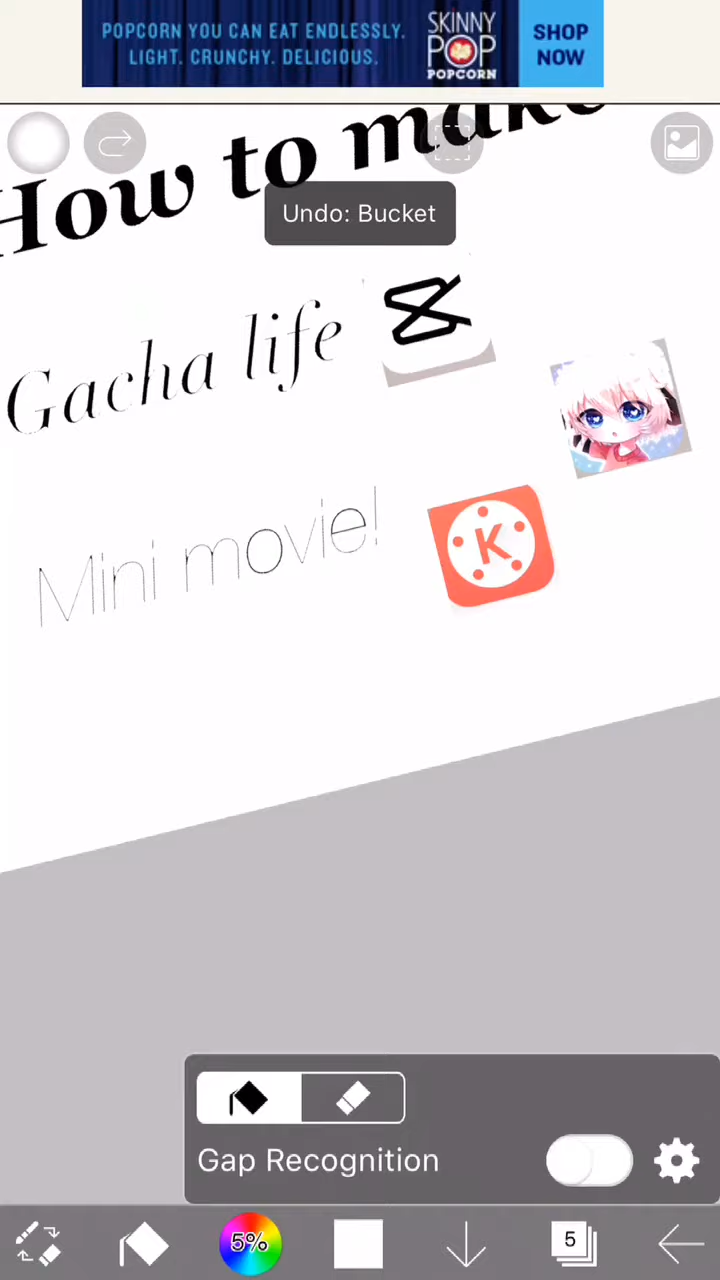 POPCORN YOU CAN EAT ENDLESSLY.
LIGHT. CRUNCHY. DELICIOUS.
SKINNY
POP
POPCORN
SHOP
NOW
How to make
Undo: Bucket
Gacha life
Mini movie!
K
Gap Recognition
5%
5